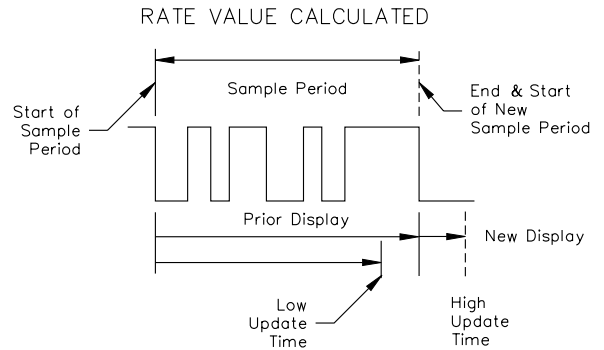 RATE VALUE CALCULATED
Sample Period
Start of
Sample
Period
End & Start
of New
Sample Period
Prior Display
New Display
Low
Update
Time
High
Update
Time